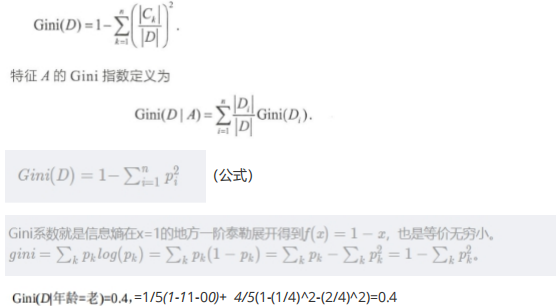 Gini(D) = 1 − \sum_{k=1}^{n} \left( \frac{|C_k|}{|D|} \right)^2.
特征 A 的 Gini 指数定义为
Gini(D | A) = \sum_{i=1}^{n} \frac{|D_i|}{|D|} Gini(D_i).
Gini(D) = 1 − \sum_{i=1}^{n} p_i^2 (公式)
Gini系数就是信息熵在x=1的地方一阶泰勒展开得到f(x) = 1 − x，也是等价无穷小。
gini = \sum_k p_k log(p_k) = \sum_k p_k(1 − p_k) = \sum_k p_k − \sum_k p_k^2 = 1 − \sum_k p_k^2。
Gini(D|年龄=老)=0.4，=1/5(1-11-00)+ 4/5(1-(1/4)^2-(2/4)^2)=0.4